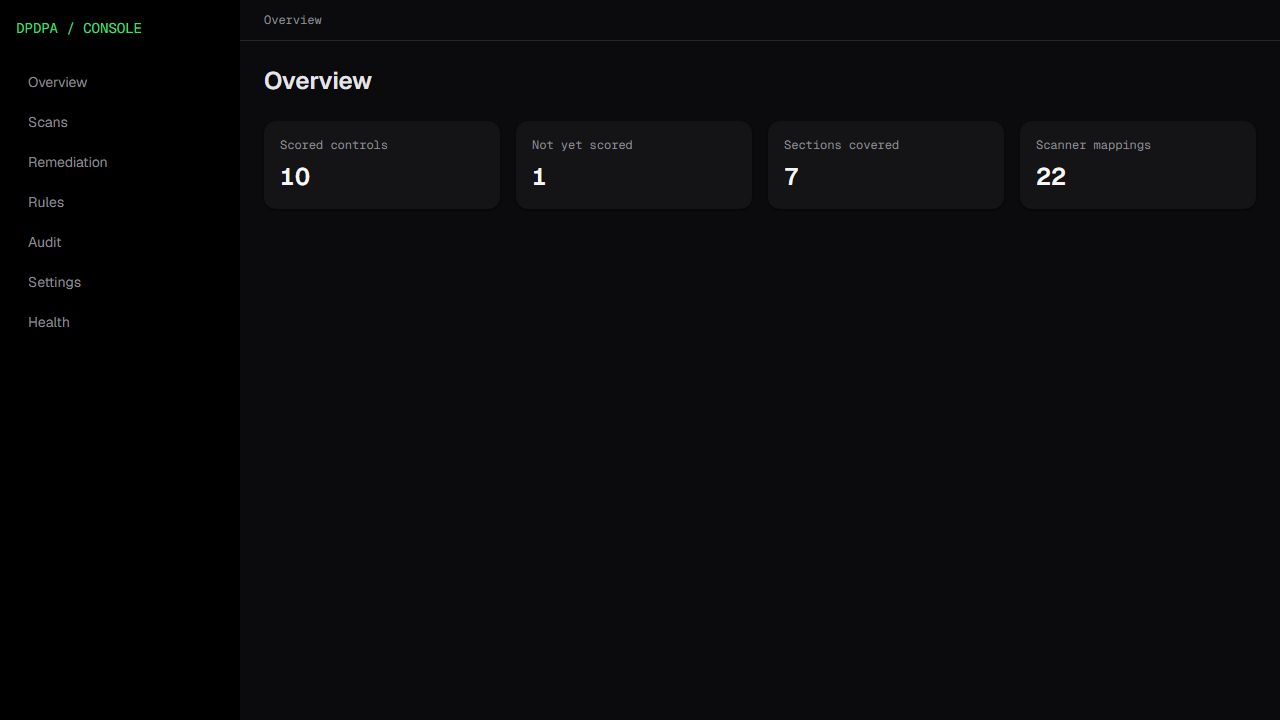 DPDPA / CONSOLE
Overview
Scans
Remediation
Rules
Audit
Settings
Health
Overview
Overview
Scored controls
10
Not yet scored
1
Sections covered
7
Scanner mappings
22